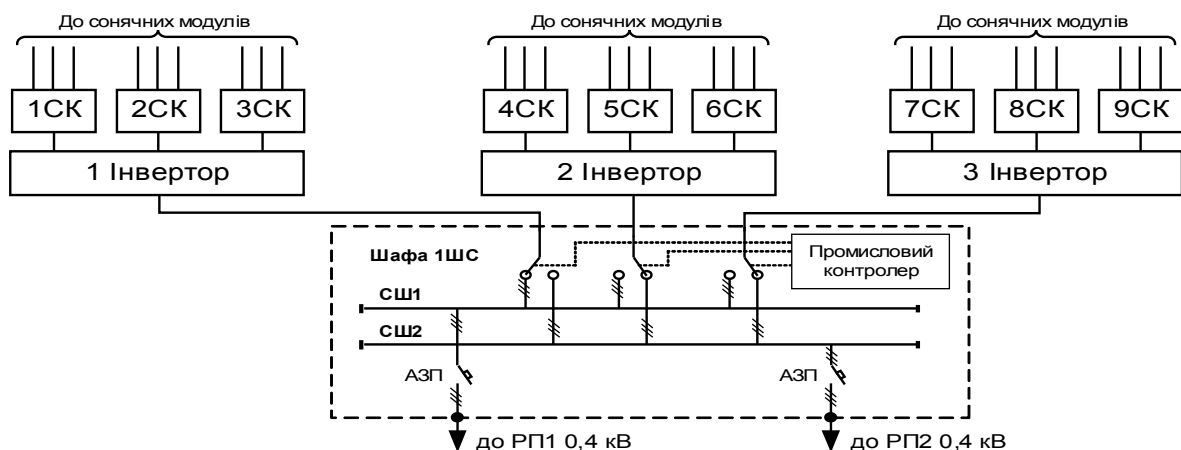 До сонячних модулів
До сонячних модулів
До сонячних модулів
1СК 2СК 3СК
4СК 5СК 6СК
7СК 8СК 9СК
1 Інвертор
2 Інвертор
3 Інвертор
Шафа 1ШС
Промисловий
контролер
СШ1
СШ2
АЗП
АЗП
до РП1 0,4 кВ
до РП2 0,4 кВ